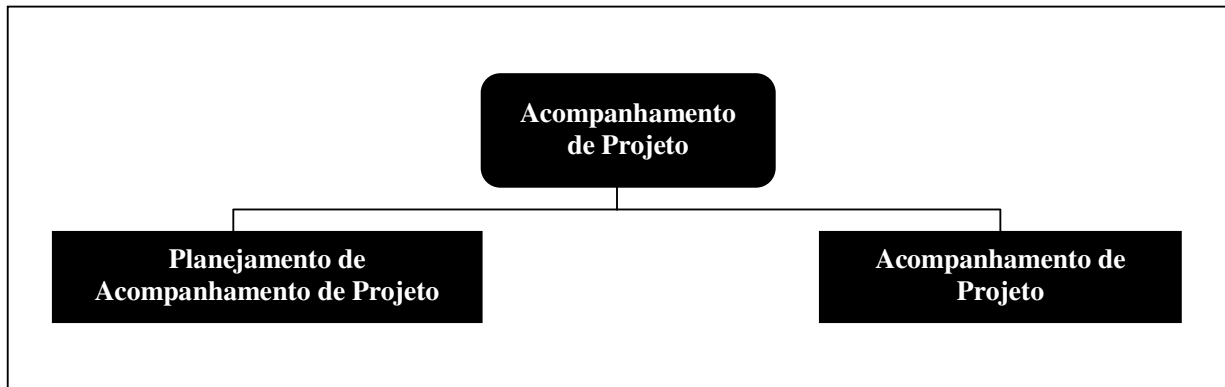 Acompanhamento
de Projeto
Planejamento de
Acompanhamento de Projeto
Acompanhamento de
Projeto